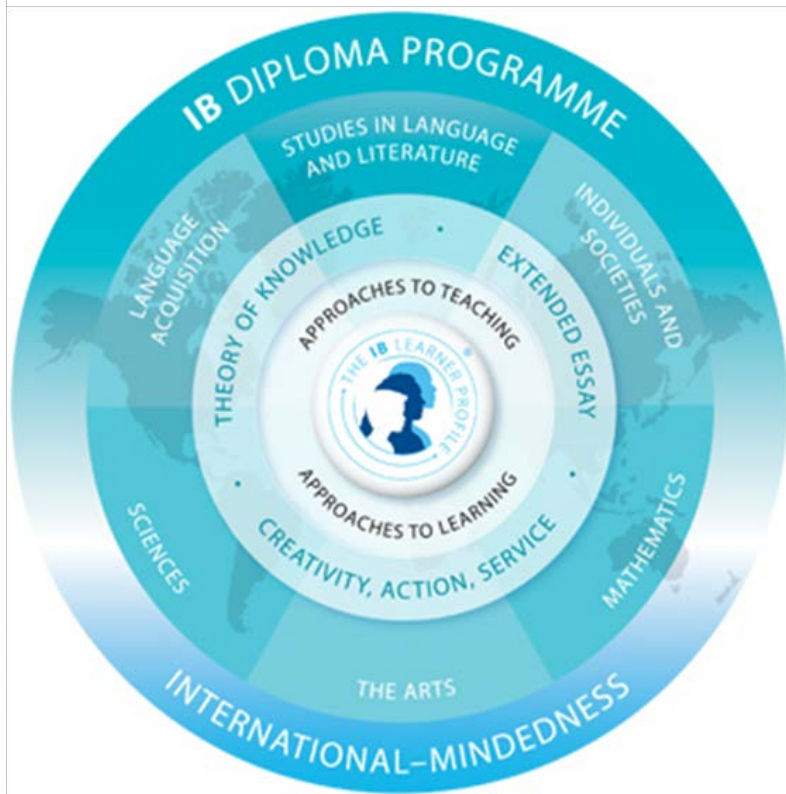 IB DIPLOMA PROGRAMME
STUDIES IN LANGUAGE
AND LITERATURE
LANGUAGE
ACQUISITION
INDIVIDUALS AND
SOCIETIES
THEORY OF KNOWLEDGE
EXTENDED ESSAY
APPROACHES TO TEACHING
• THE IB LEARNER PROFILE •
®
APPROACHES TO LEARNING
CREATIVITY, ACTION, SERVICE
SCIENCES
MATHEMATICS
THE ARTS
INTERNATIONAL–MINDEDNESS